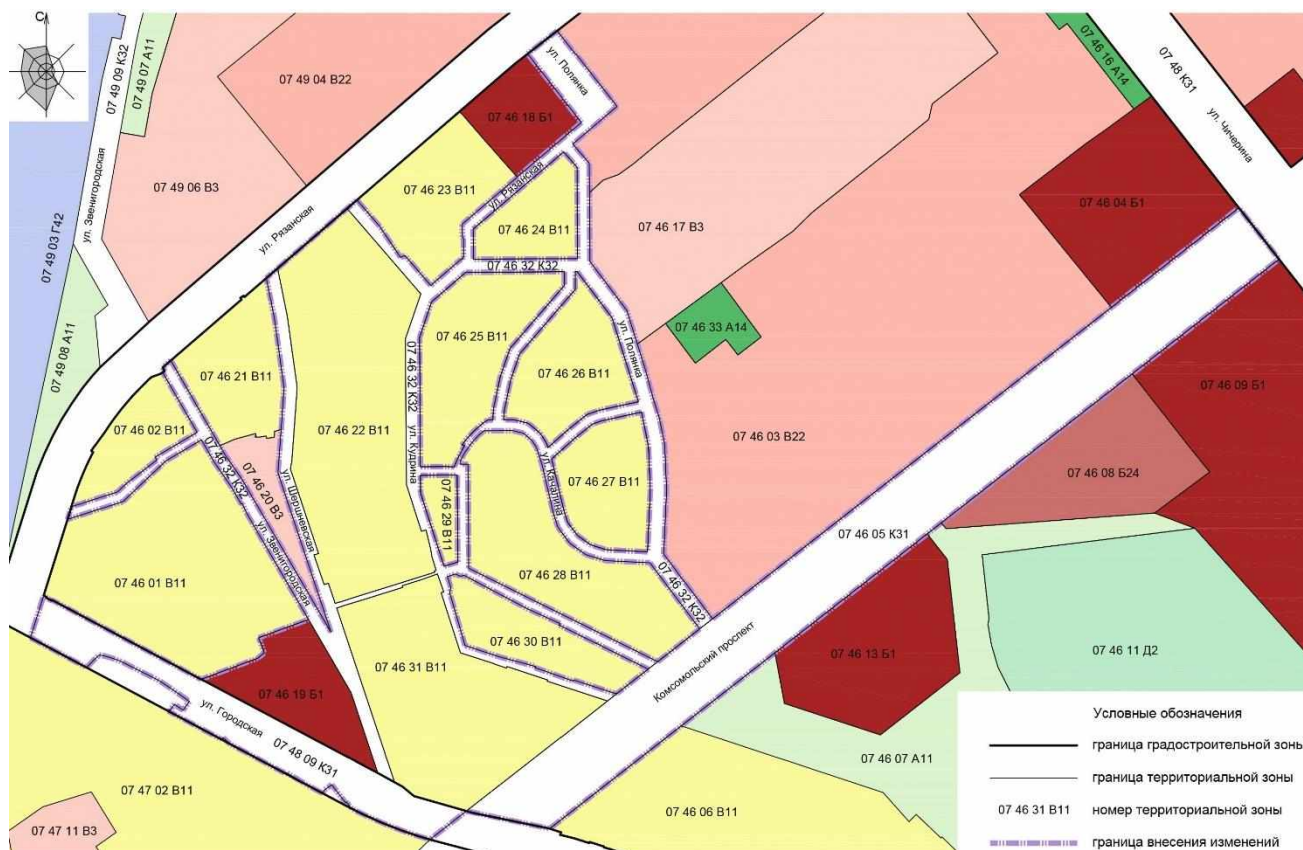 С
07 49 09 К32
07 49 07 А11
07 49 04 В22
ул. Полянка
07 46 16 А14
07 48 К31
ул. Чичерина
07 46 18 Б1
07 49 03 Г42
ул. Звенигородская
07 49 06 В3
ул. Рязанская
07 46 23 В11
ул. Рязанская
07 46 24 В11
07 46 17 В3
07 46 04 Б1
07 46 32 К32
07 49 08 А11
07 46 25 В11
ул. Полянка
07 46 33 А14
07 46 21 В11
07 46 32 К32
07 46 26 В11
07 46 09 Б1
07 46 02 В11
07 46 22 В11
ул. Кудрина
07 46 03 В22
07 46 32 К32
07 46 20 В3
ул. Шершневская
07 46 29 В11
ул. Качалина
07 46 27 В11
07 46 08 Б24
ул. Звенигородская
07 46 05 К31
07 46 01 В11
07 46 28 В11
07 46 32 К32
07 46 30 В11
07 46 31 В11
Комсомольский проспект
07 46 13 Б1
07 46 11 Д2
07 46 19 Б1
ул. Городская
07 48 09 К31
07 46 07 А11
07 47 02 В11
07 46 06 В11
07 47 11 В3
Условные обозначения
граница градостроительной зоны
граница территориальной зоны
07 46 31 В11
номер территориальной зоны
граница внесения изменений